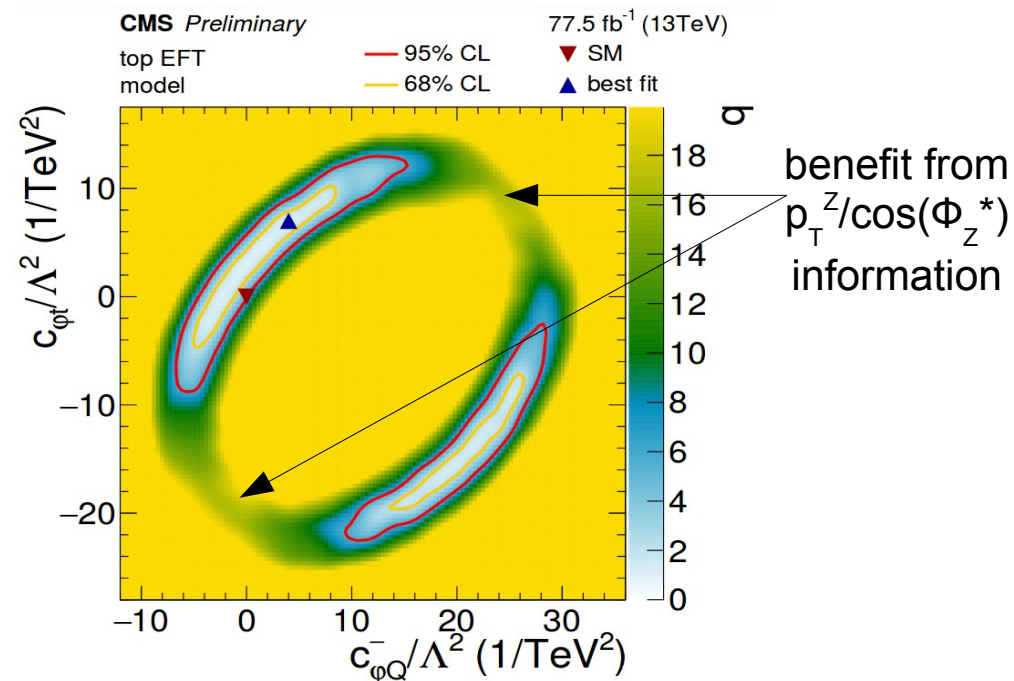 CMS Preliminary 77.5 fb⁻¹ (13TeV)
top EFT model
95% CL
68% CL
SM
best fit
c_φt/Λ² (1/TeV²)
10
0
−10
−20
−10 0 10 20 30
c⁻_φQ/Λ² (1/TeV²)
q
18
16
14
12
10
8
6
4
2
0
benefit from
p_T^Z/cos(Φ_Z*)
information